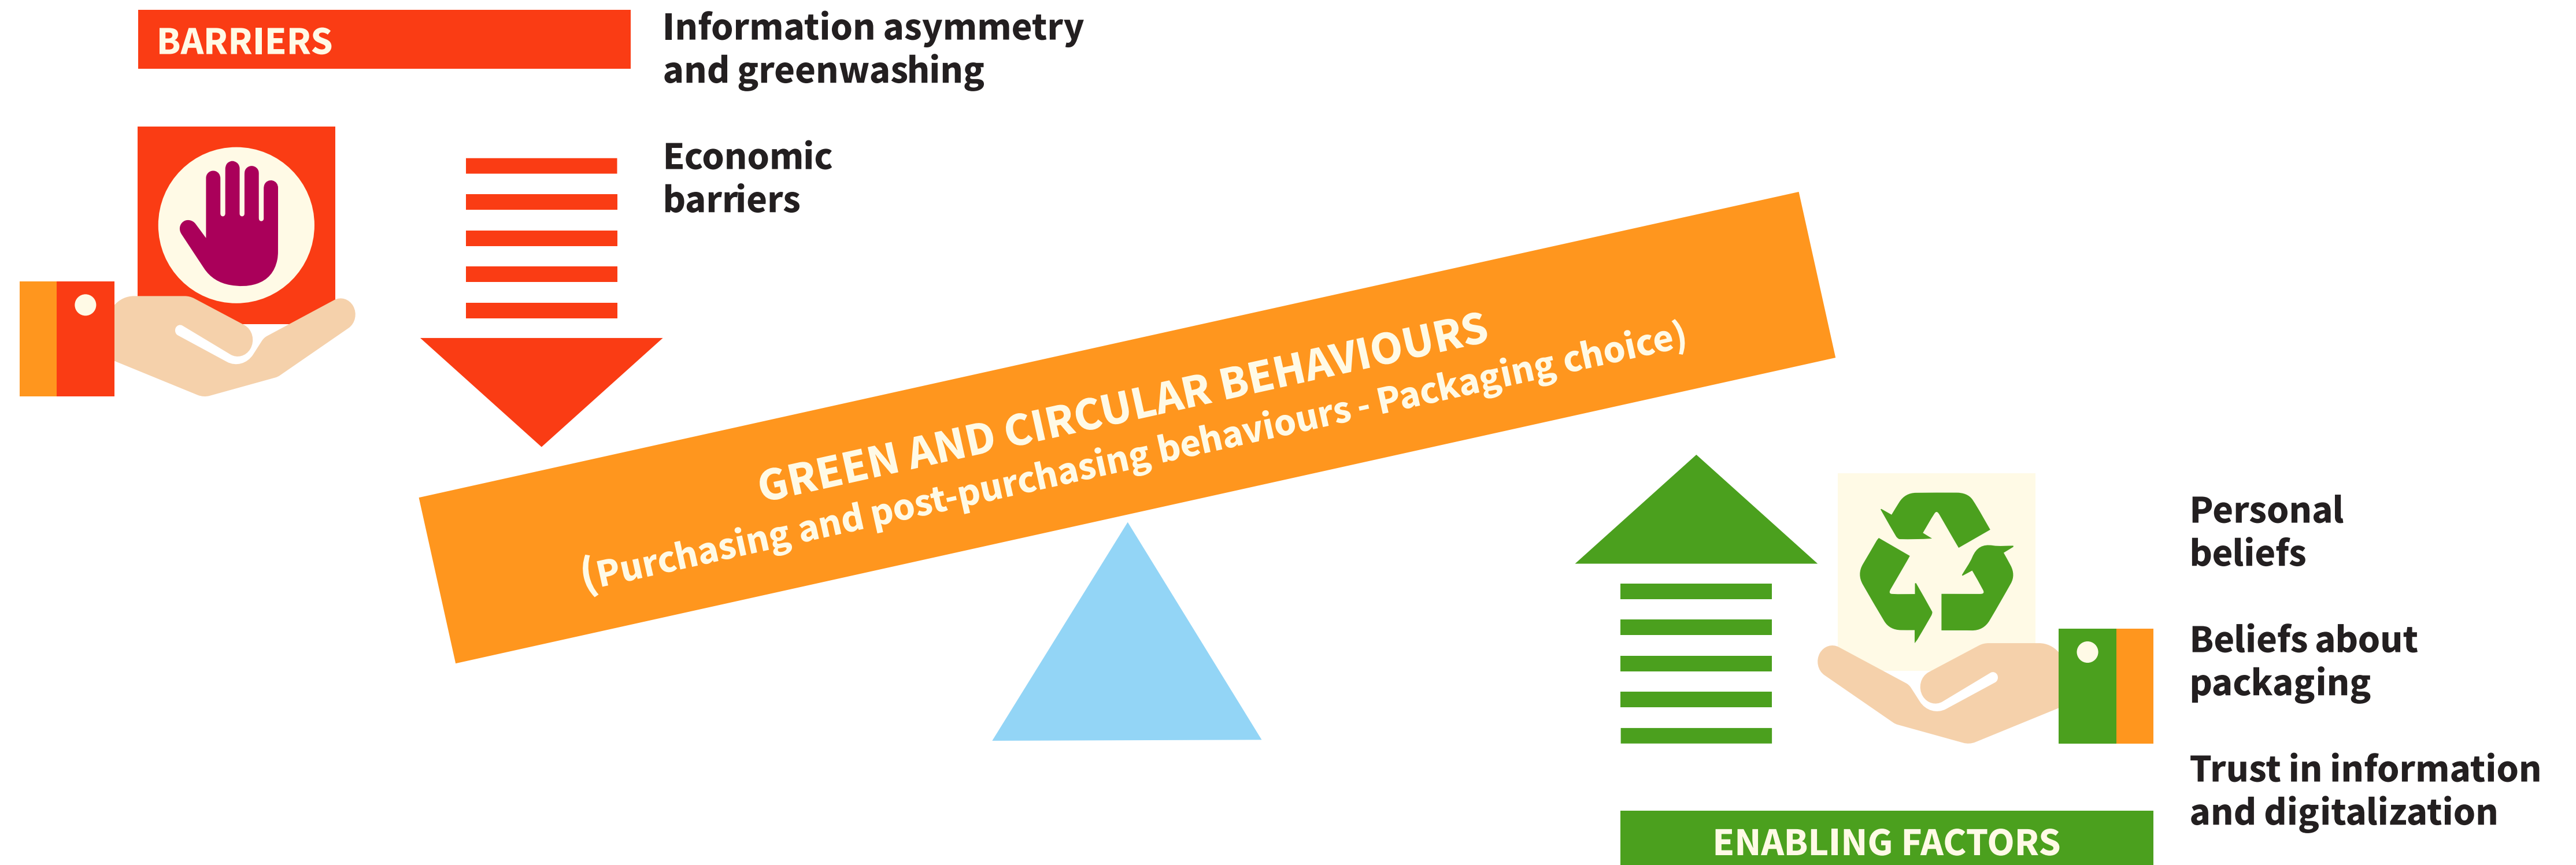 BARRIERS
Information asymmetry
and greenwashing
Economic
barriers
GREEN AND CIRCULAR BEHAVIOURS
(Purchasing and post-purchasing behaviours - Packaging choice)
Personal
beliefs
Beliefs about
packaging
Trust in information
and digitalization
ENABLING FACTORS